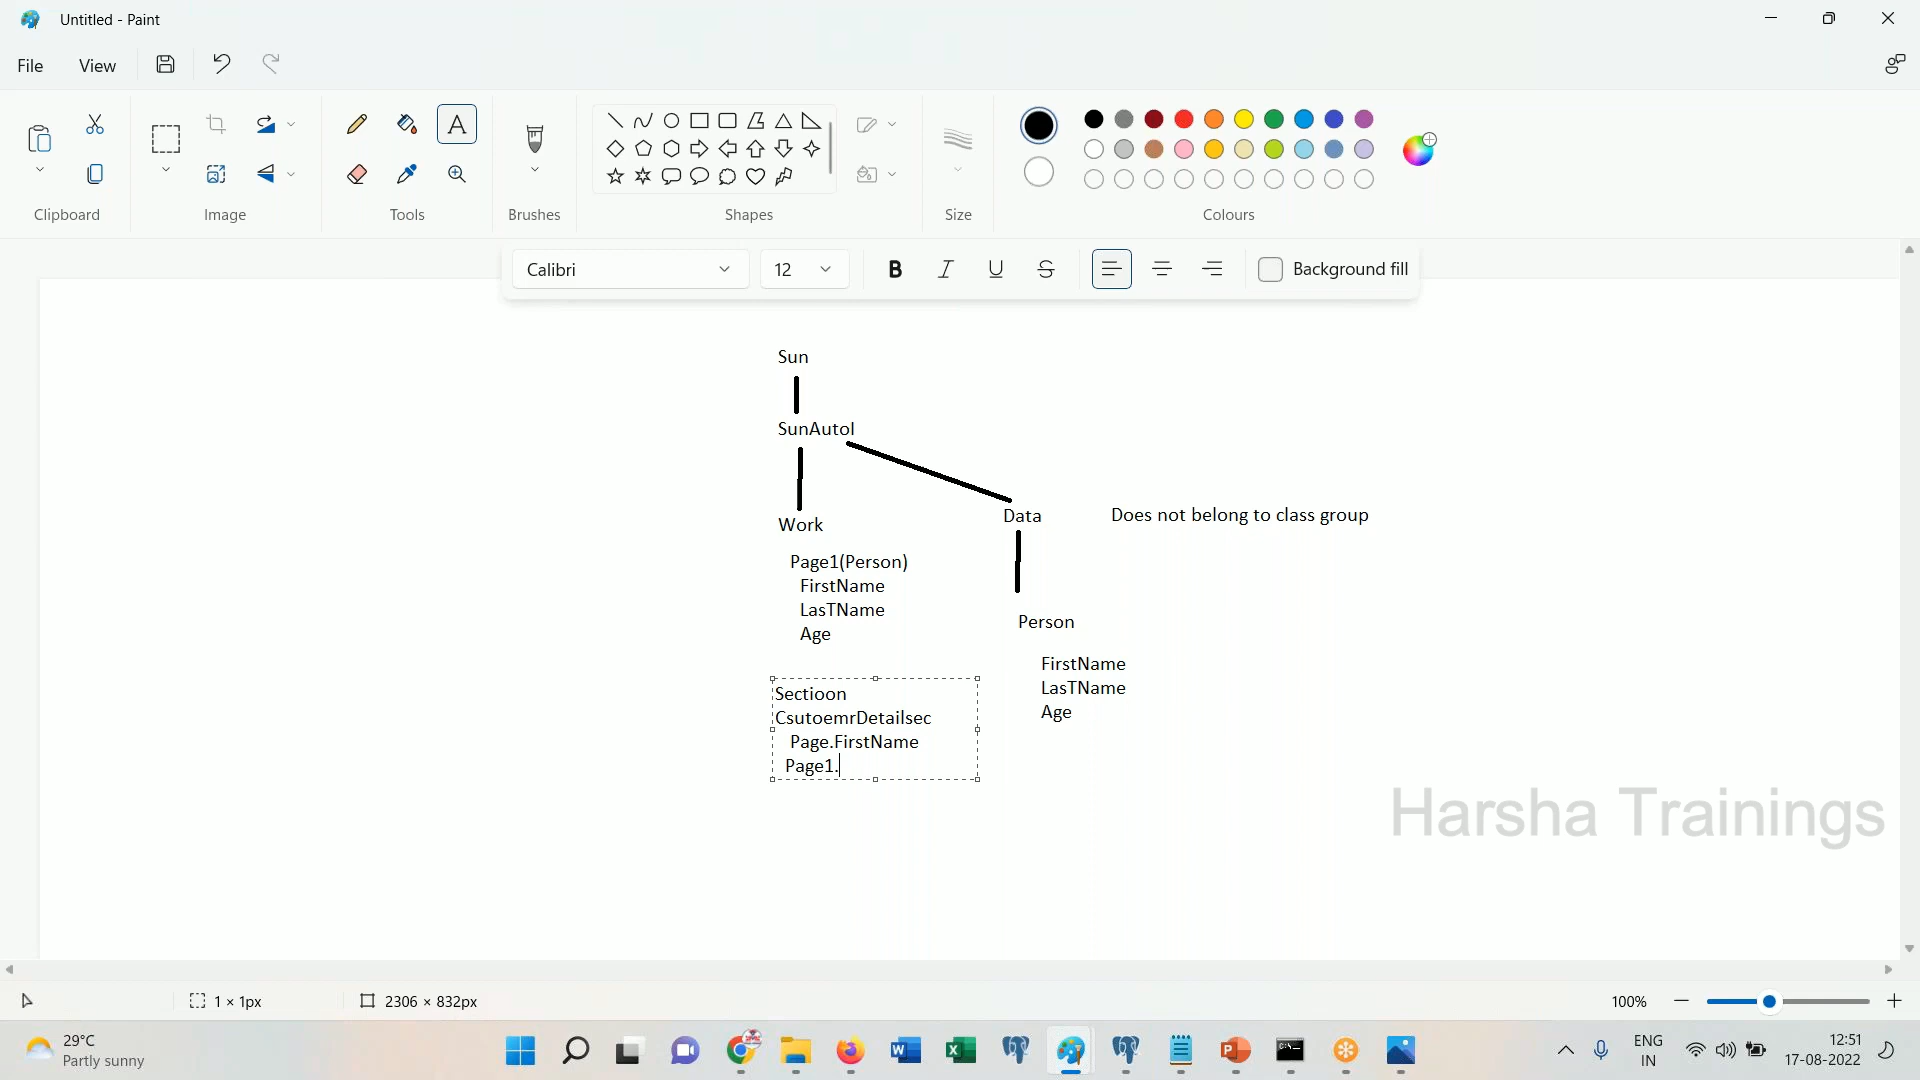 Untitled - Paint
File
View
Clipboard
Image
Tools
Brushes
Shapes
Size
Colours
Calibri
12
B
I
U
S
Background fill
Sun
SunAutoI
Work
Data
Does not belong to class group
Page1(Person)
FirstName
LasTName
Age
Person
FirstName
LasTName
Age
Sectioon
CsutoemrDetailsec
Page.FirstName
Page1.
Harsha Trainings
1 × 1px
2306 × 832px
100%
29°C
Partly sunny
ENG
IN
12:51
17-08-2022